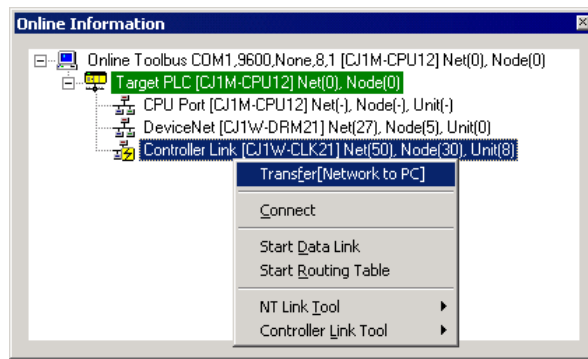 Online Information
Online Toolbus COM1,9600,None,8,1 [CJ1M-CPU12] Net(0), Node(0)
Target PLC [CJ1M-CPU12] Net(0), Node(0)
CPU Port [CJ1M-CPU12] Net(-), Node(-), Unit(-)
DeviceNet [CJ1W-DRM21] Net(27), Node(5), Unit(0)
Controller Link [CJ1W-CLK21] Net(50), Node(30), Unit(8)
Transfer[Network to PC]
Connect
Start Data Link
Start Routing Table
NT Link Tool
Controller Link Tool